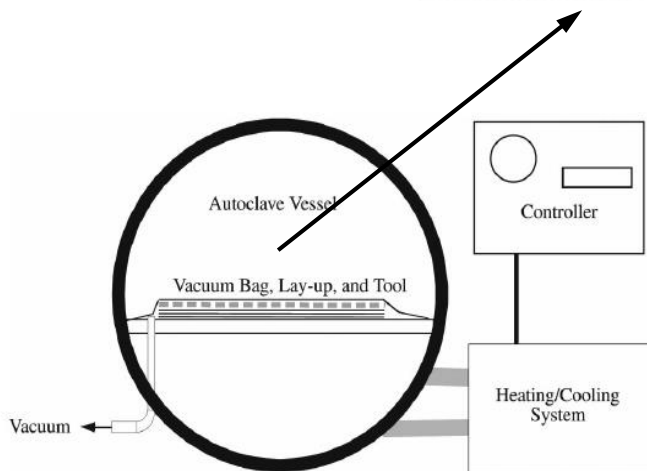 Autoclave Vessel
Controller
Vacuum Bag, Lay-up, and Tool
Heating/Cooling
System
Vacuum